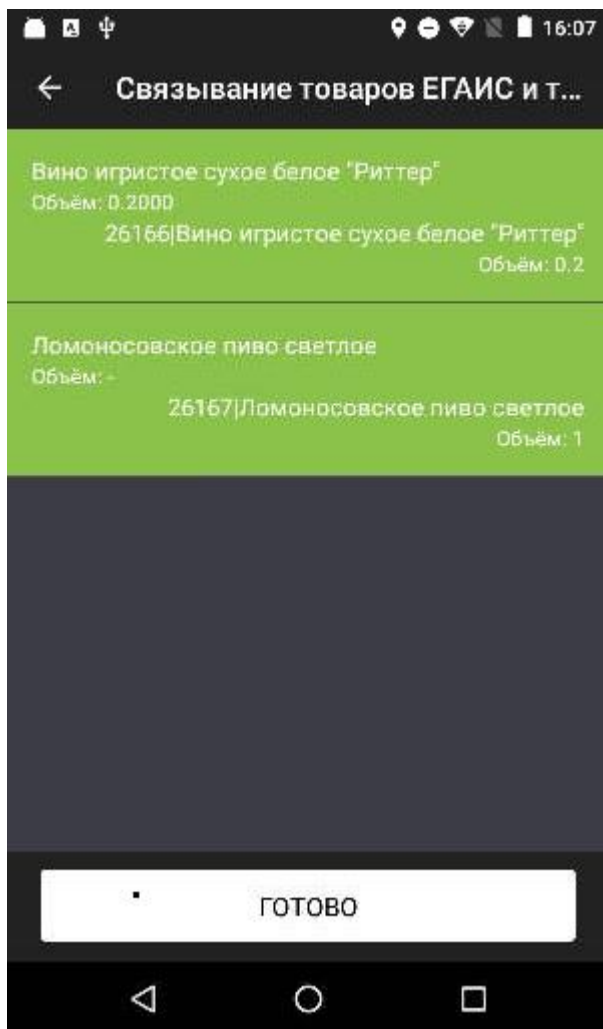 16:07
Связывание товаров ЕГАИС и т...
Вино игристое сухое белое "Риттер"
Объём: 0.2000
26166|Вино игристое сухое белое "Риттер"
Объём: 0.2
Ломоносовское пиво светлое
Объём: -
26167|Ломоносовское пиво светлое
Объём: 1
ГОТОВО